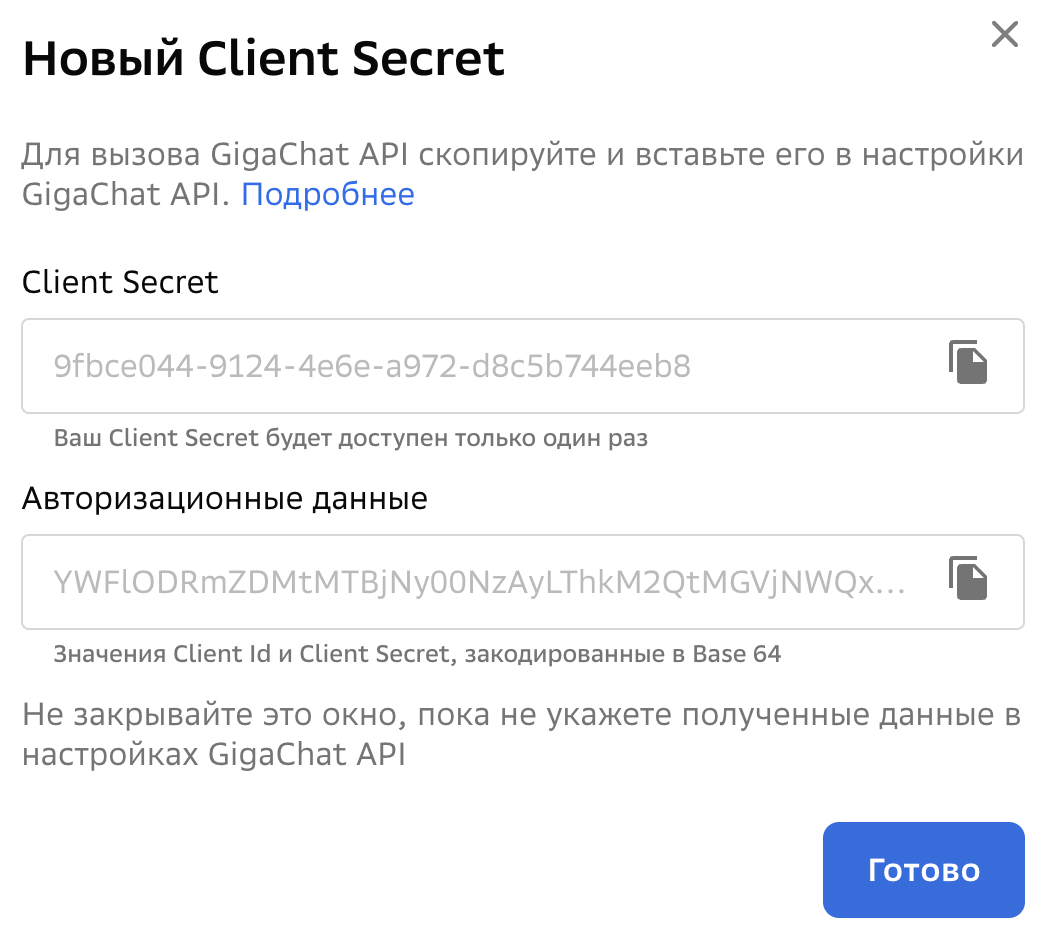 Новый Client Secret
Для вызова GigaChat API скопируйте и вставьте его в настройки
GigaChat API. Подробнее
Client Secret
9fbce044-9124-4e6e-a972-d8c5b744eeb8
Ваш Client Secret будет доступен только один раз
Авторизационные данные
YWFlODRmZDMtMTBjNy00NzAyLThkM2QtMGVjNWQx...
Значения Client Id и Client Secret, закодированные в Base 64
Не закрывайте это окно, пока не укажете полученные данные в
настройках GigaChat API
Готово